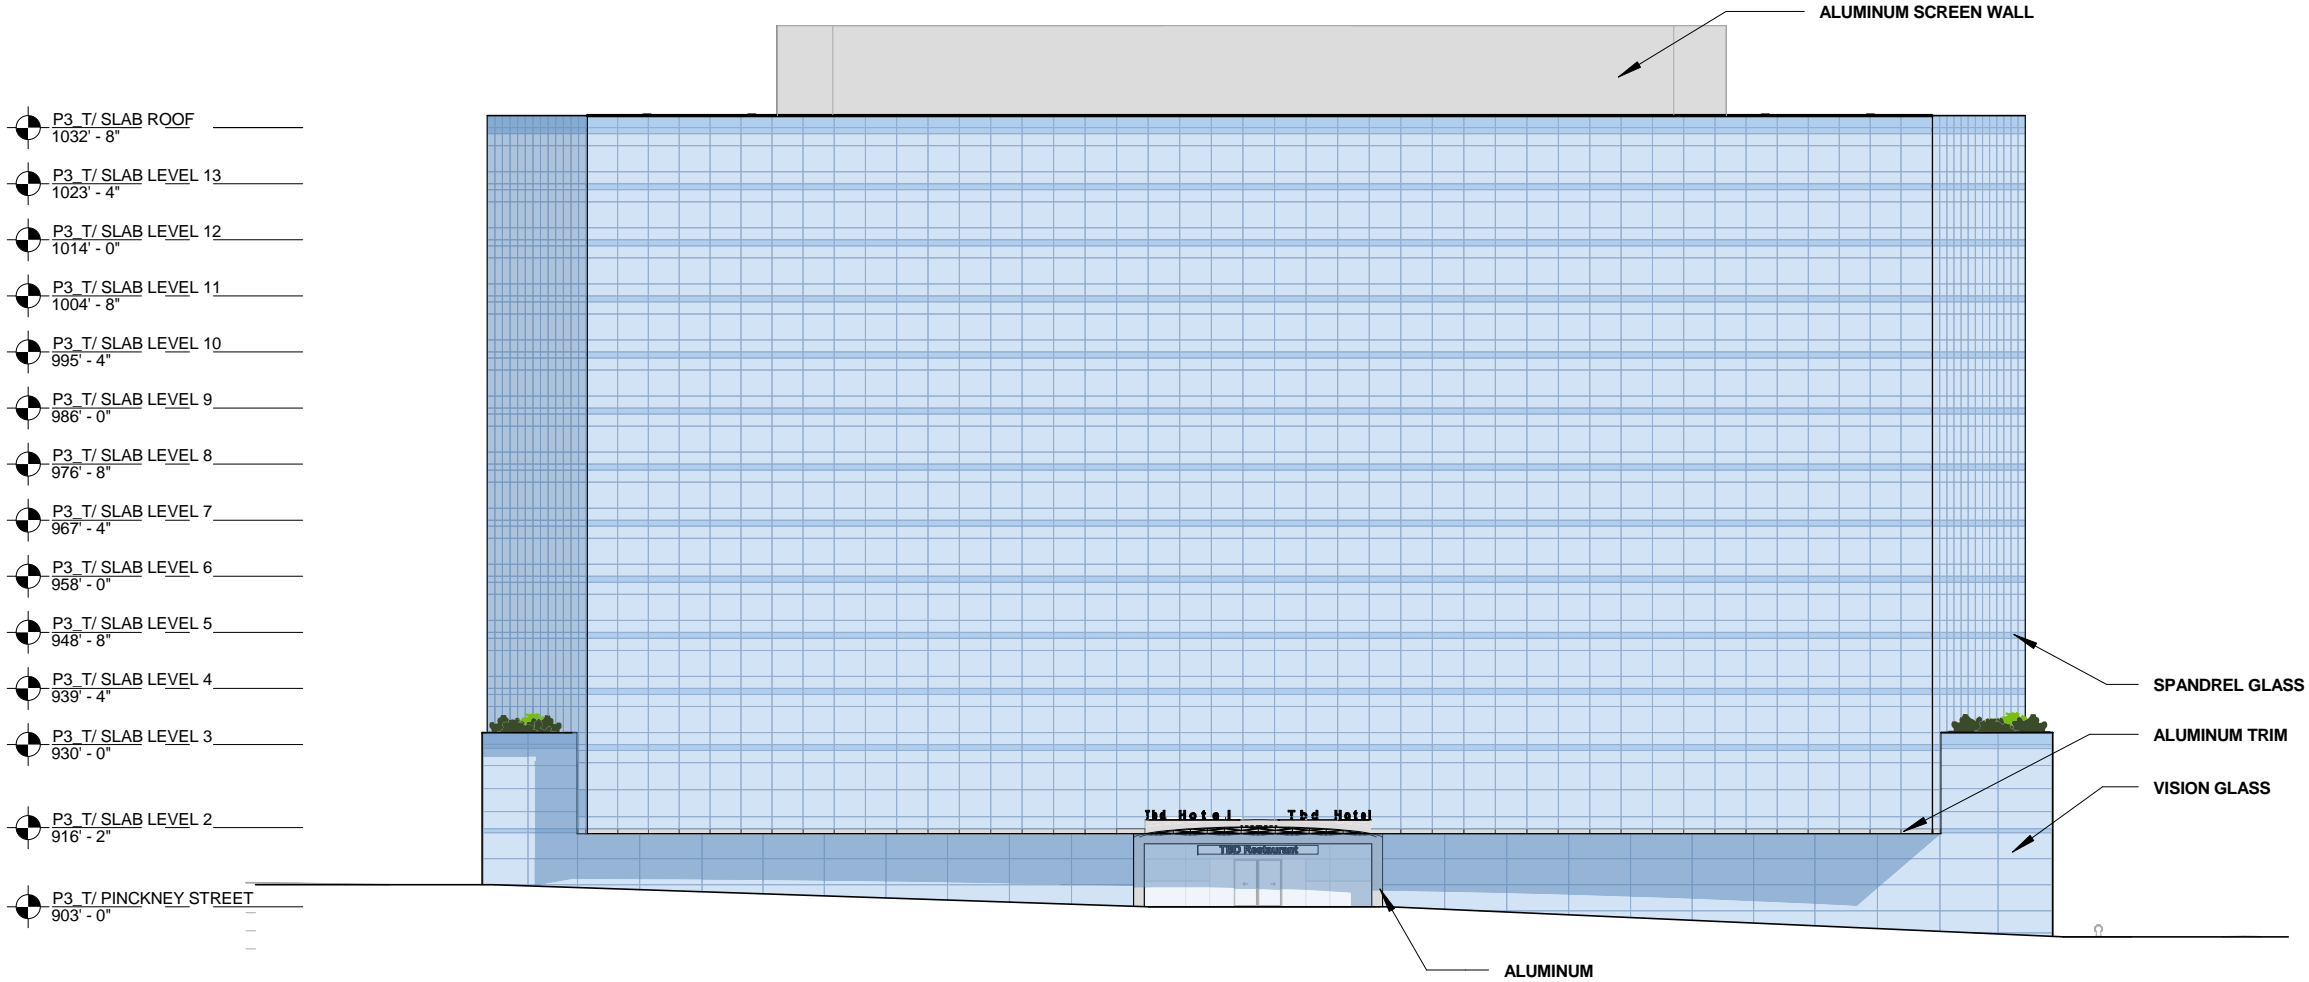 ALUMINUM SCREEN WALL
P3_T/ SLAB ROOF
1032' - 8"
P3_T/ SLAB LEVEL 13
1023' - 4"
P3_T/ SLAB LEVEL 12
1014' - 0"
P3_T/ SLAB LEVEL 11
1004' - 8"
P3_T/ SLAB LEVEL 10
995' - 4"
P3_T/ SLAB LEVEL 9
986' - 0"
P3_T/ SLAB LEVEL 8
976' - 8"
P3_T/ SLAB LEVEL 7
967' - 4"
P3_T/ SLAB LEVEL 6
958' - 0"
P3_T/ SLAB LEVEL 5
948' - 8"
P3_T/ SLAB LEVEL 4
939' - 4"
P3_T/ SLAB LEVEL 3
930' - 0"
P3_T/ SLAB LEVEL 2
916' - 2"
P3_T/ PINCKNEY STREET
903' - 0"
SPANDREL GLASS
ALUMINUM TRIM
VISION GLASS
Tbd Hotel Tbd Hotel
TBD Restaurant
ALUMINUM